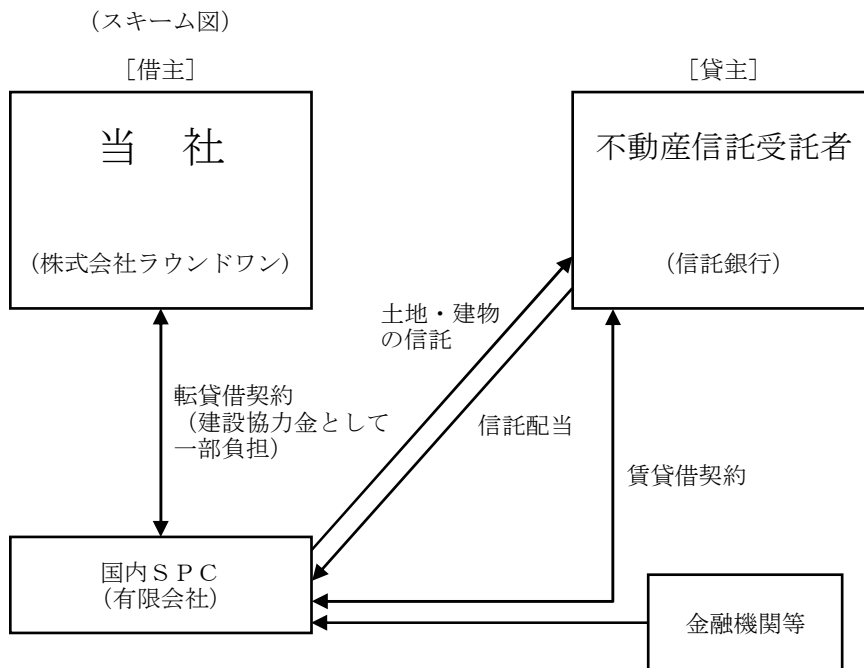 （スキーム図）
［借主］
［貸主］
当　社
（株式会社ラウンドワン）
不動産信託受託者
（信託銀行）
土地・建物
の信託
転貸借契約
（建設協力金として
一部負担）
信託配当
賃貸借契約
国内ＳＰＣ
（有限会社）
金融機関等